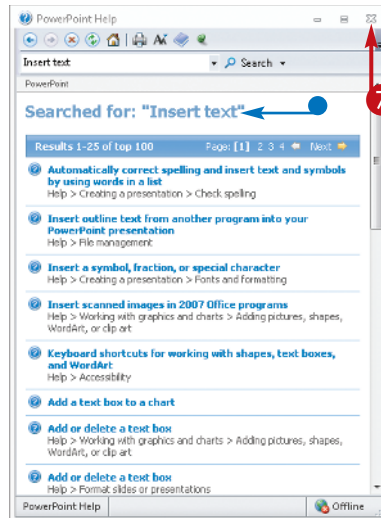 PowerPoint Help
Insert text
Search
PowerPoint
Searched for: "Insert text"
Results 1-25 of top 100 Page: [1] 2 3 4 Next
Automatically correct spelling and insert text and symbols
by using words in a list
Help > Creating a presentation > Check spelling
Insert outline text from another program into your
PowerPoint presentation
Help > File management
Insert a symbol, fraction, or special character
Help > Creating a presentation > Fonts and formatting
Insert scanned images in 2007 Office programs
Help > Working with graphics and charts > Adding pictures, shapes,
WordArt, or clip art
Keyboard shortcuts for working with shapes, text boxes,
and WordArt
Help > Accessibility
Add a text box to a chart
Add or delete a text box
Help > Working with graphics and charts > Adding pictures, shapes,
WordArt, or clip art
Add or delete a text box
Help > Format slides or presentations
PowerPoint Help Offline